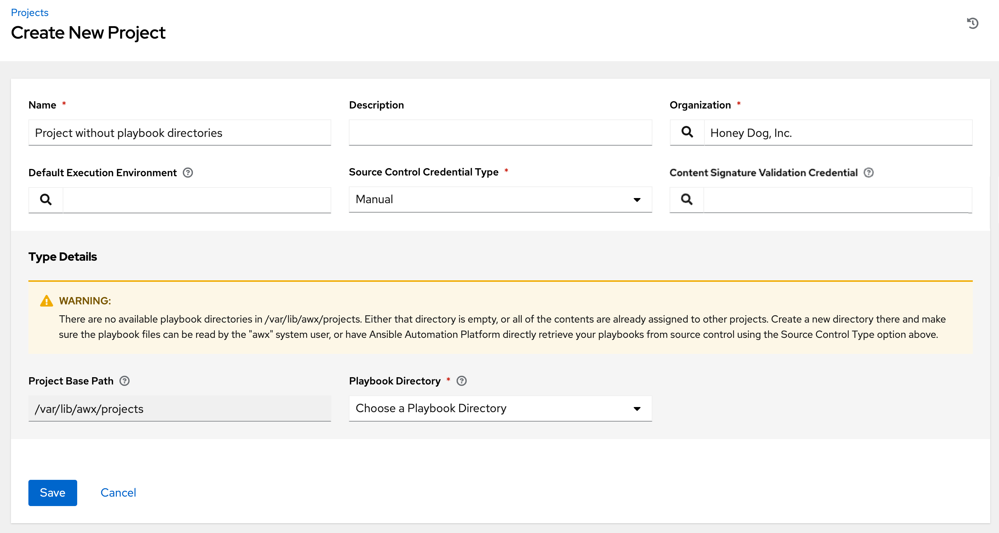 Projects
Create New Project
Name *
Description
Organization *
Project without playbook directories
Honey Dog, Inc.
Default Execution Environment
Source Control Credential Type *
Content Signature Validation Credential
Manual
Type Details
WARNING:
There are no available playbook directories in /var/lib/awx/projects. Either that directory is empty, or all of the contents are already assigned to other projects. Create a new directory there and make
sure the playbook files can be read by the "awx" system user, or have Ansible Automation Platform directly retrieve your playbooks from source control using the Source Control Type option above.
Project Base Path
Playbook Directory *
/var/lib/awx/projects
Choose a Playbook Directory
Save
Cancel